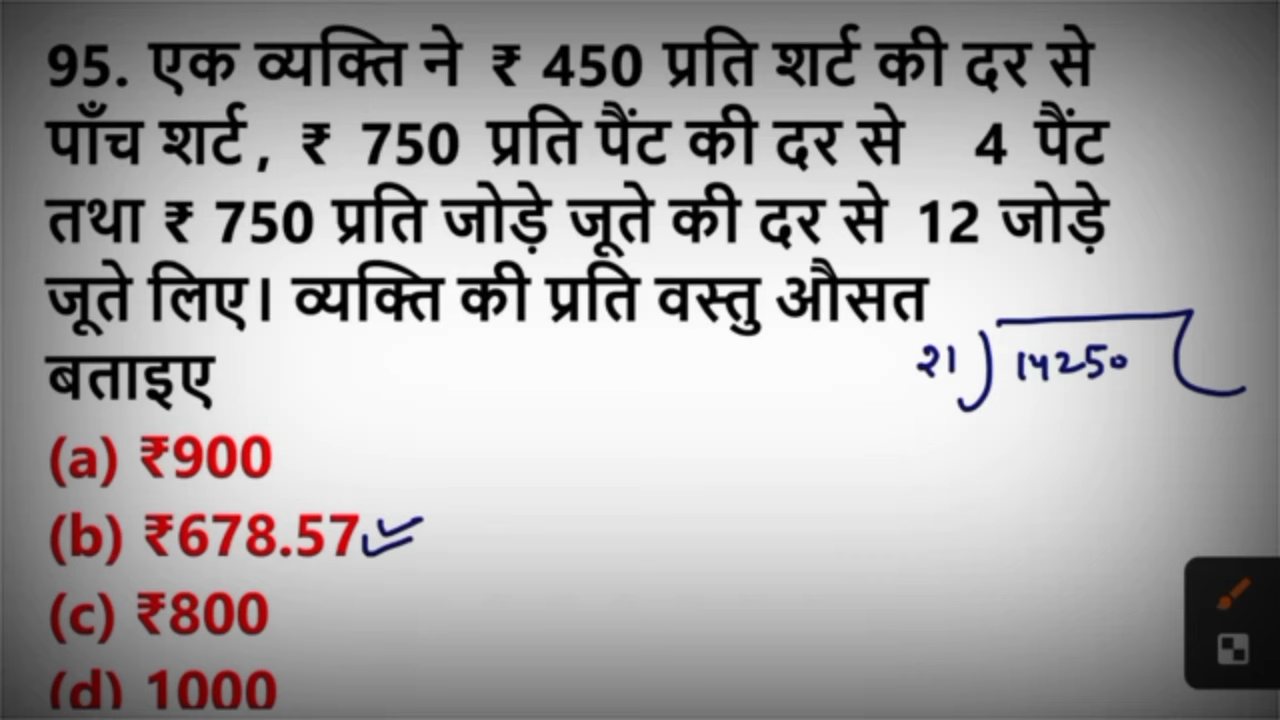 95. एक व्यक्ति ने ₹ 450 प्रति शर्ट की दर से
पाँच शर्ट, ₹ 750 प्रति पैंट की दर से 4 पैंट
तथा ₹ 750 प्रति जोड़े जूते की दर से 12 जोड़े
जूते लिए। व्यक्ति की प्रति वस्तु औसत
बताइए
21 14250
(a) ₹900
(b) ₹678.57
(c) ₹800
(d) 1000